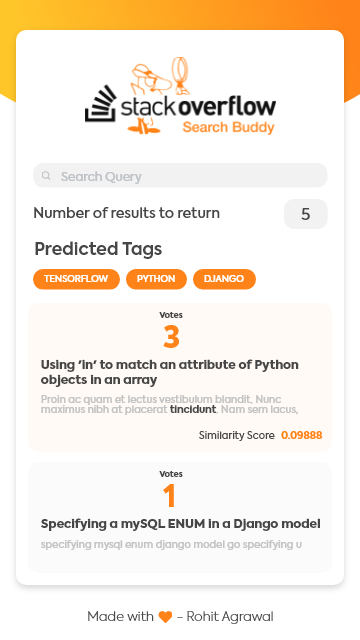 stackoverflow
Search Buddy
Search Query
Number of results to return 5
Predicted Tags
TENSORFLOW PYTHON DJANGO
Votes
3
Using 'in' to match an attribute of Python
objects in an array
Proin ac quam et lectus vestibulum blandit. Nunc
maximus nibh at placerat tincidunt. Nam sem lacus,
Similarity Score 0.09888
Votes
1
Specifying a mySQL ENUM in a Django model
specifying mysql enum django model go specifying u
Made with 🧡 - Rohit Agrawal